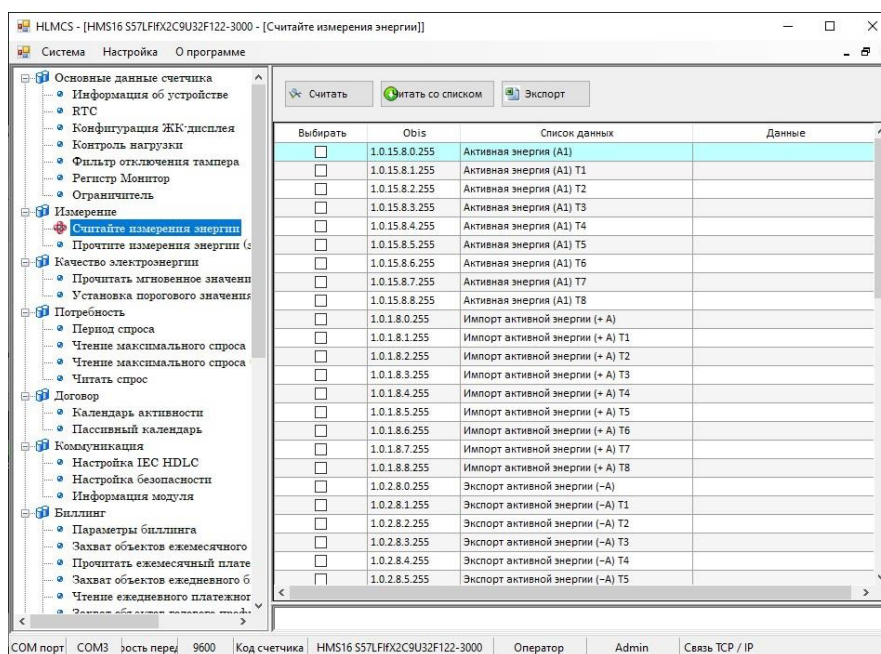 HLMCS - [HMS16 S57LFIfX2C9U32F122-3000 - [Считайте измерения энергии]]
Система Настройка О программе
Основные данные счетчика
Информация об устройстве
RTC
Конфигурация ЖК-дисплея
Контроль нагрузки
Фильтр отключения тампера
Регистр Монитор
Ограничитель
Измерение
Считайте измерения энергии
Прочтите измерения энергии (з
Качество электроэнергии
Прочитать мгновенное значени
Установка порогового значения
Потребность
Период спроса
Чтение максимального спроса
Чтение максимального спроса
Читать спрос
Договор
Календарь активности
Пассивный календарь
Коммуникация
Настройка IEC HDLC
Настройка безопасности
Информация модуля
Биллинг
Параметры биллинга
Захват объектов ежемесячного
Прочитать ежемесячный плате
Захват объектов ежедневного б
Чтение ежедневного платежног
Считать Читать со списком Экспорт
Выбирать Obis Список данных Данные
1.0.15.8.0.255 Активная энергия (A1)
1.0.15.8.1.255 Активная энергия (A1) T1
1.0.15.8.2.255 Активная энергия (A1) T2
1.0.15.8.3.255 Активная энергия (A1) T3
1.0.15.8.4.255 Активная энергия (A1) T4
1.0.15.8.5.255 Активная энергия (A1) T5
1.0.15.8.6.255 Активная энергия (A1) T6
1.0.15.8.7.255 Активная энергия (A1) T7
1.0.15.8.8.255 Активная энергия (A1) T8
1.0.1.8.0.255 Импорт активной энергии (+ A)
1.0.1.8.1.255 Импорт активной энергии (+ A) T1
1.0.1.8.2.255 Импорт активной энергии (+ A) T2
1.0.1.8.3.255 Импорт активной энергии (+ A) T3
1.0.1.8.4.255 Импорт активной энергии (+ A) T4
1.0.1.8.5.255 Импорт активной энергии (+ A) T5
1.0.1.8.6.255 Импорт активной энергии (+ A) T6
1.0.1.8.7.255 Импорт активной энергии (+ A) T7
1.0.1.8.8.255 Импорт активной энергии (+ A) T8
1.0.2.8.0.255 Экспорт активной энергии (–A)
1.0.2.8.1.255 Экспорт активной энергии (–A) T1
1.0.2.8.2.255 Экспорт активной энергии (–A) T2
1.0.2.8.3.255 Экспорт активной энергии (–A) T3
1.0.2.8.4.255 Экспорт активной энергии (–A) T4
1.0.2.8.5.255 Экспорт активной энергии (–A) T5
COM порт COM3 рость перед 9600 Код счетчика HMS16 S57LFIfX2C9U32F122-3000 Оператор Admin Связь TCP / IP